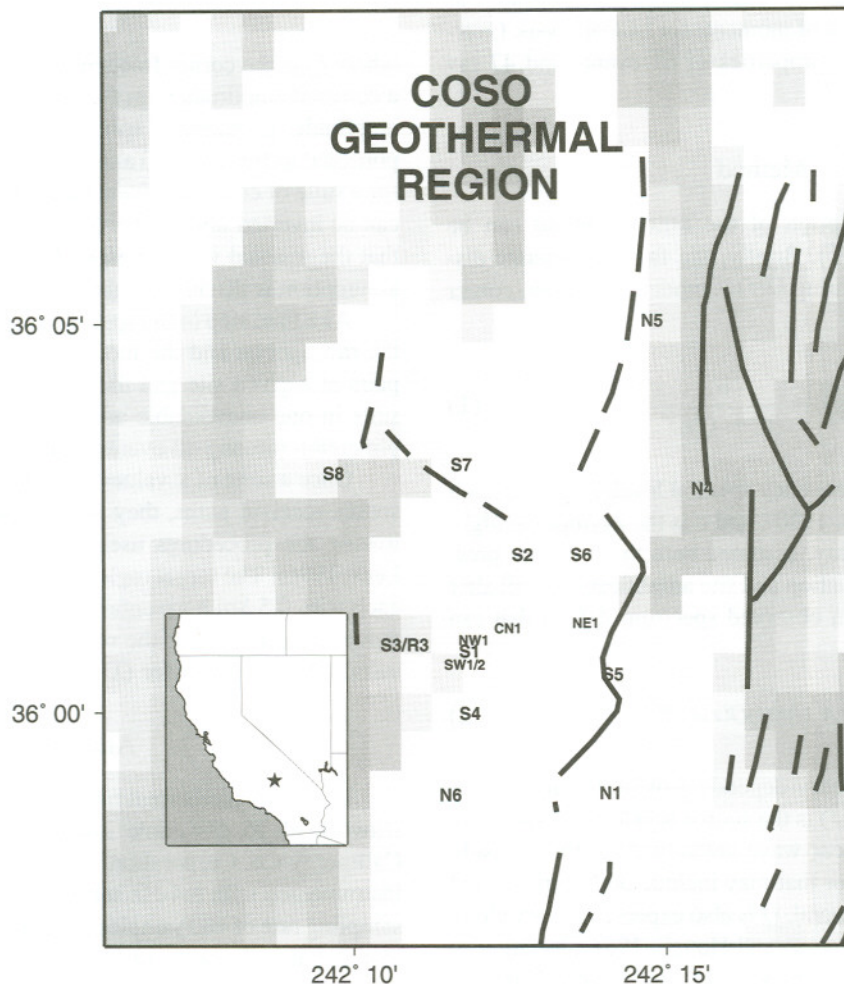 COSO
GEOTHERMAL
REGION
36° 05'
N5
S7
S8
N4
S2
S6
CN1
NE1
NW1
S3/R3
S1
SW1/2
S5
36° 00'
S4
N6
N1
242° 10'
242° 15'